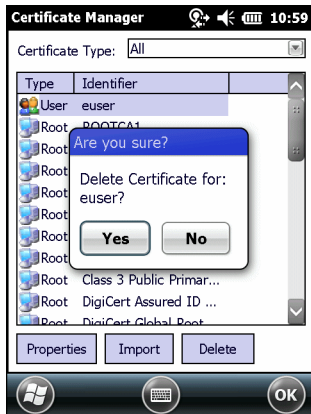 Certificate Manager 10:59
Certificate Type: All
Type Identifier
User euser
Root ROOTCA1
Root
Are you sure?
Root
Delete Certificate for:
Root
euser?
Root
Root
Yes No
Root
Root
Root Class 3 Public Primar...
Root DigiCert Assured ID ...
Root DigiCert Global Root
Properties Import Delete
OK